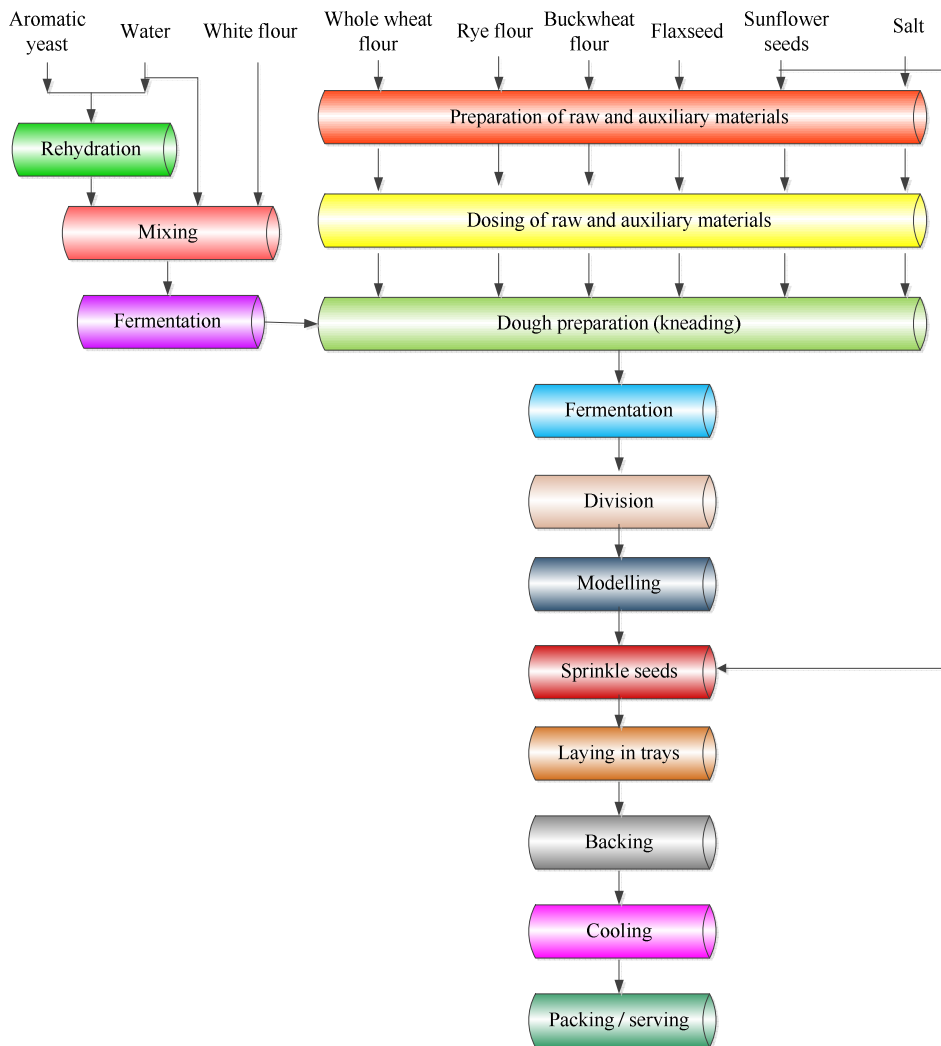 Aromatic
yeast
Water
White flour
Whole wheat
flour
Rye flour
Buckwheat
flour
Flaxseed
Sunflower
seeds
Salt
Preparation of raw and auxiliary materials
Rehydration
Dosing of raw and auxiliary materials
Mixing
Fermentation
Dough preparation (kneading)
Fermentation
Division
Modelling
Sprinkle seeds
Laying in trays
Backing
Cooling
Packing / serving